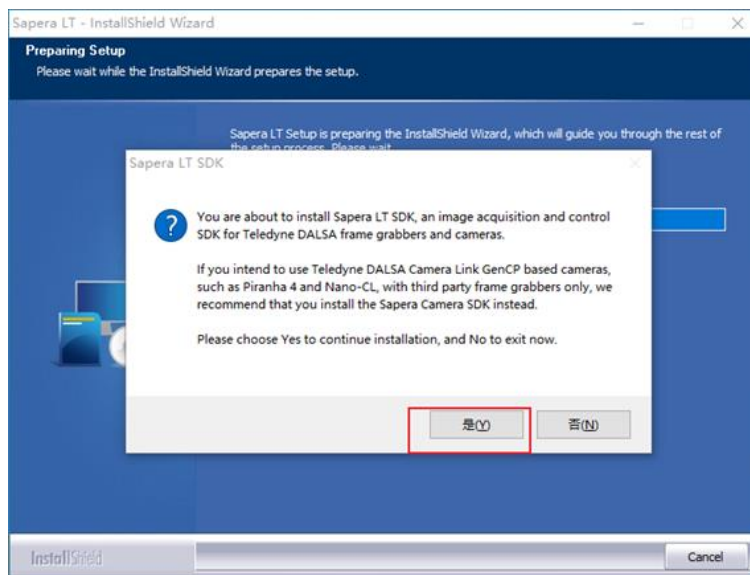 Sapera LT - InstallShield Wizard
Preparing Setup
Please wait while the InstallShield Wizard prepares the setup.
Sapera LT Setup is preparing the InstallShield Wizard, which will guide you through the rest of
the setup process. Please wait.
Sapera LT SDK
You are about to install Sapera LT SDK, an image acquisition and control
SDK for Teledyne DALSA frame grabbers and cameras.
If you intend to use Teledyne DALSA Camera Link GenCP based cameras,
such as Piranha 4 and Nano-CL, with third party frame grabbers only, we
recommend that you install the Sapera Camera SDK instead.
Please choose Yes to continue installation, and No to exit now.
是(Y) 否(N)
InstallShield
Cancel